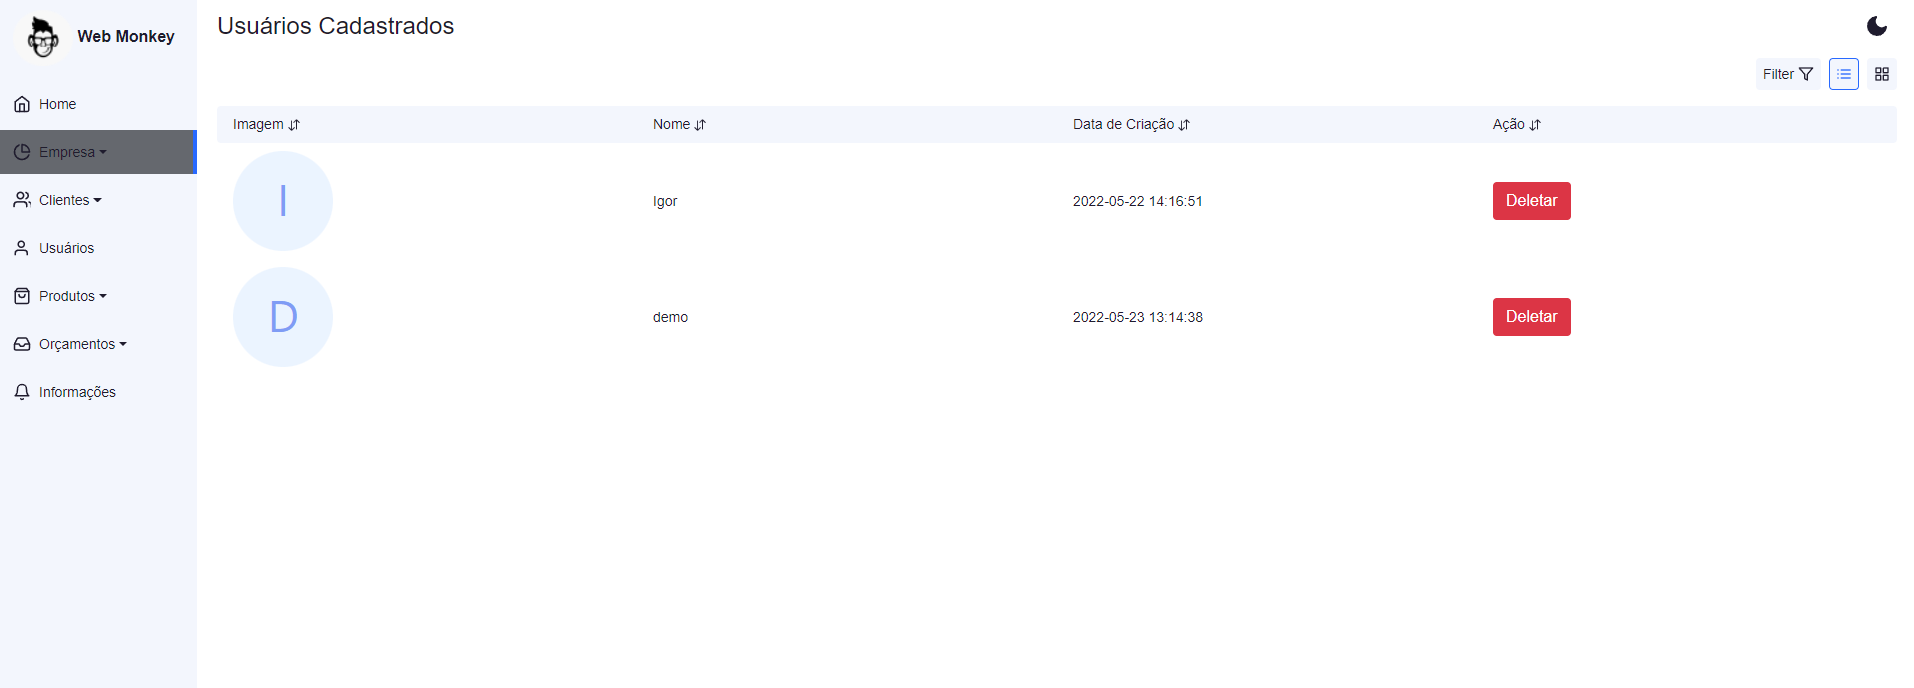 Web Monkey
Home
Empresa
Clientes
Usuários
Produtos
Orçamentos
Informações
Usuários Cadastrados
Filter
Imagem Nome Data de Criação Ação
I Igor 2022-05-22 14:16:51 Deletar
D demo 2022-05-23 13:14:38 Deletar